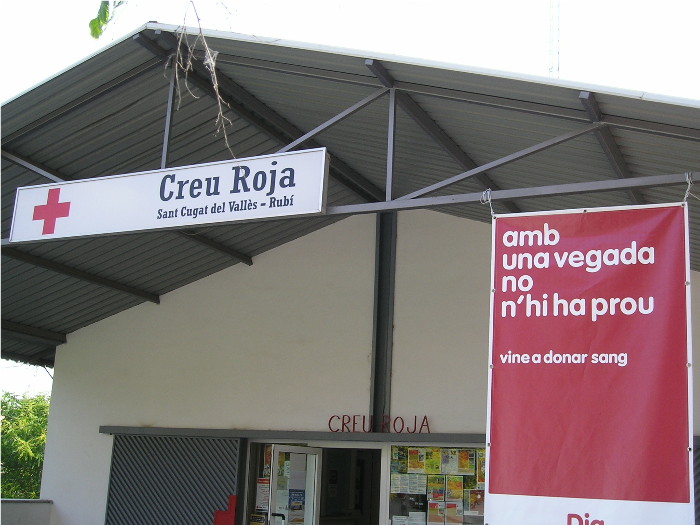 Creu Roja
Sant Cugat del Vallès - Rubí
amb
una vegada
no
n'hi ha prou
vine a donar sang
CREU ROJA
Dia